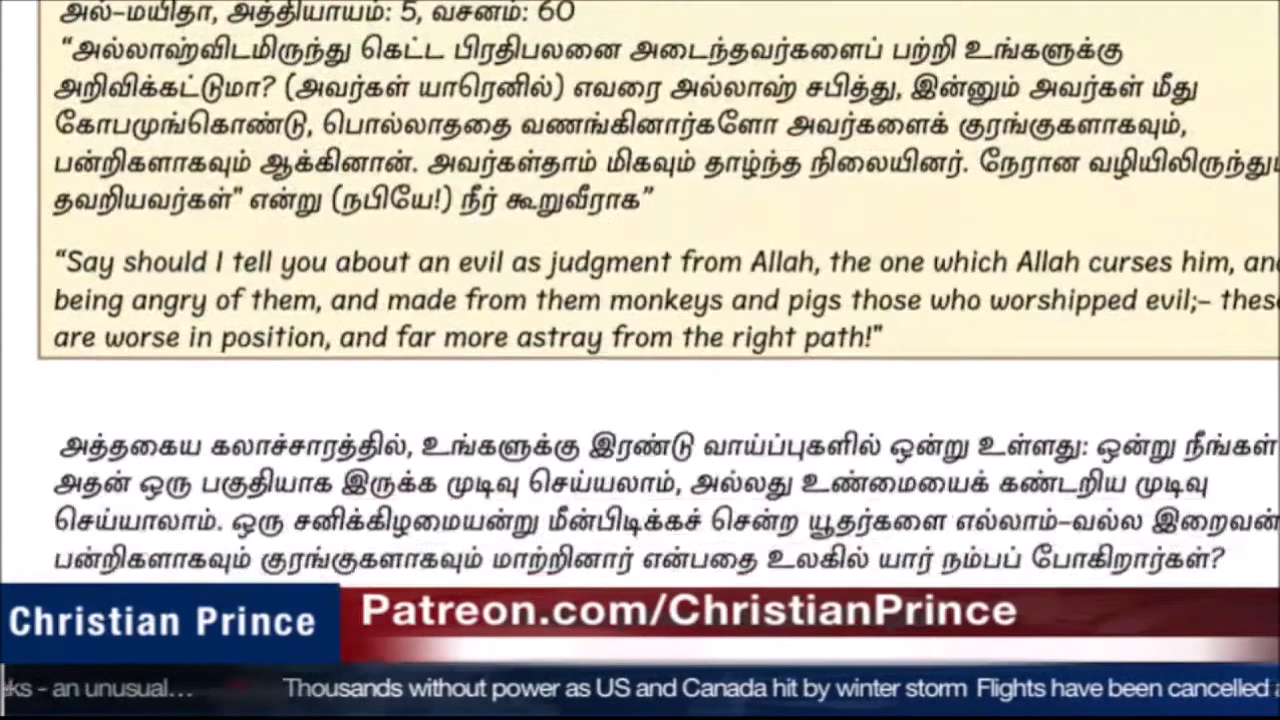 அல்-மயிதா, அத்தியாயம்: 5, வசனம்: 60
“அல்லாஹ்விடமிருந்து கெட்ட பிரதிபலனை அடைந்தவர்களைப் பற்றி உங்களுக்கு
அறிவிக்கட்டுமா? (அவர்கள் யாரெனில்) எவரை அல்லாஹ் சபித்து, இன்னும் அவர்கள் மீது
கோபமுங்கொண்டு, பொல்லாததை வணங்கினார்களோ அவர்களைக் குரங்குகளாகவும்,
பன்றிகளாகவும் ஆக்கினான். அவர்கள்தாம் மிகவும் தாழ்ந்த நிலையினர். நேரான
தவறியவர்கள்" என்று (நபியே!) நீர் கூறுவீராக”
“Say should I tell you about an evil as judgment from Allah, the one which Allah curses him, and
being angry of them, and made from them monkeys and pigs those who worshipped evil;– these
are worse in position, and far more astray from the right path!"
அத்தகைய கலாச்சாரத்தில், உங்களுக்கு இரண்டு வாய்ப்புகளில் ஒன்று உள்ளது: ஒன்று நீங்கள்
அதன் ஒரு பகுதியாக இருக்க முடிவு செய்யலாம், அல்லது உண்மையைக் கண்டறிய முடிவு
செய்யாலாம். ஒரு சனிக்கிழமையன்று மீன்பிடிக்கச் சென்ற யூதர்களை எல்லாம்-வல்ல இறைவன்
பன்றிகளாகவும் குரங்குகளாகவும் மாற்றினார் என்பதை உலகில் யார் நம்பப் போகிறார்கள்?
Christian Prince
Patreon.com/ChristianPrince
- an unusual...
Thousands without power as US and Canada hit by winter storm Flights have been cancelled